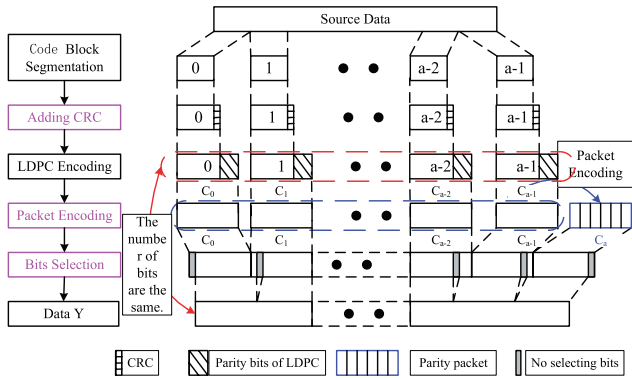 Source Data
Code Block
Segmentation
0
1
a-2
a-1
Adding CRC
0
1
a-2
a-1
LDPC Encoding
0
1
a-2
a-1
Packet
Encoding
C0
C1
Ca-2
Ca-1
Packet Encoding
The
numbe
r of
bits
are the
same.
C0
C1
Ca-2
Ca-1
Ca
Bits Selection
Data Y
CRC
Parity bits of LDPC
Parity packet
No selecting bits